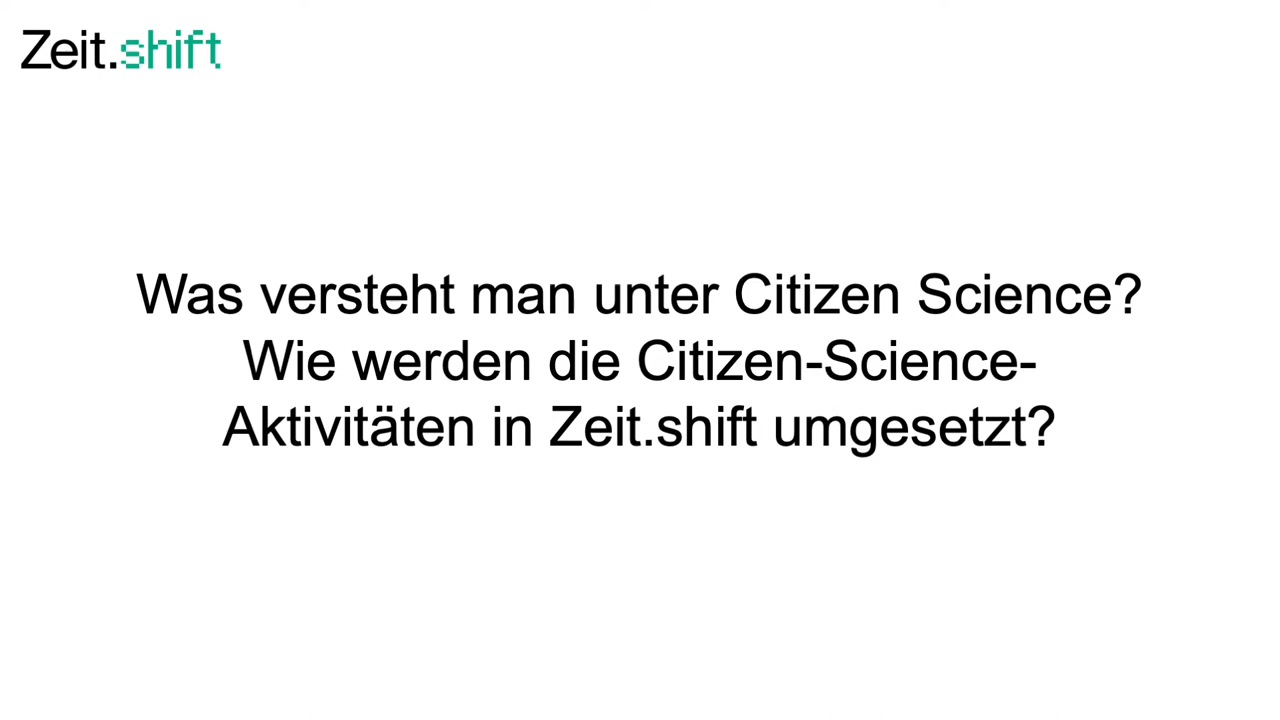 Zeit.shift
Was versteht man unter Citizen Science?
Wie werden die Citizen-Science-
Aktivitäten in Zeit.shift umgesetzt?